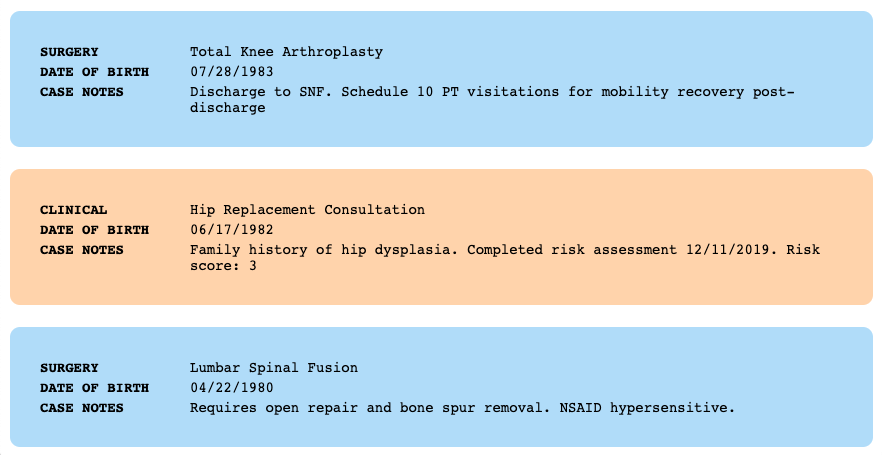 SURGERY Total Knee Arthroplasty
DATE OF BIRTH 07/28/1983
CASE NOTES Discharge to SNF. Schedule 10 PT visitations for mobility recovery post-
discharge
CLINICAL Hip Replacement Consultation
DATE OF BIRTH 06/17/1982
CASE NOTES Family history of hip dysplasia. Completed risk assessment 12/11/2019. Risk
score: 3
SURGERY Lumbar Spinal Fusion
DATE OF BIRTH 04/22/1980
CASE NOTES Requires open repair and bone spur removal. NSAID hypersensitive.